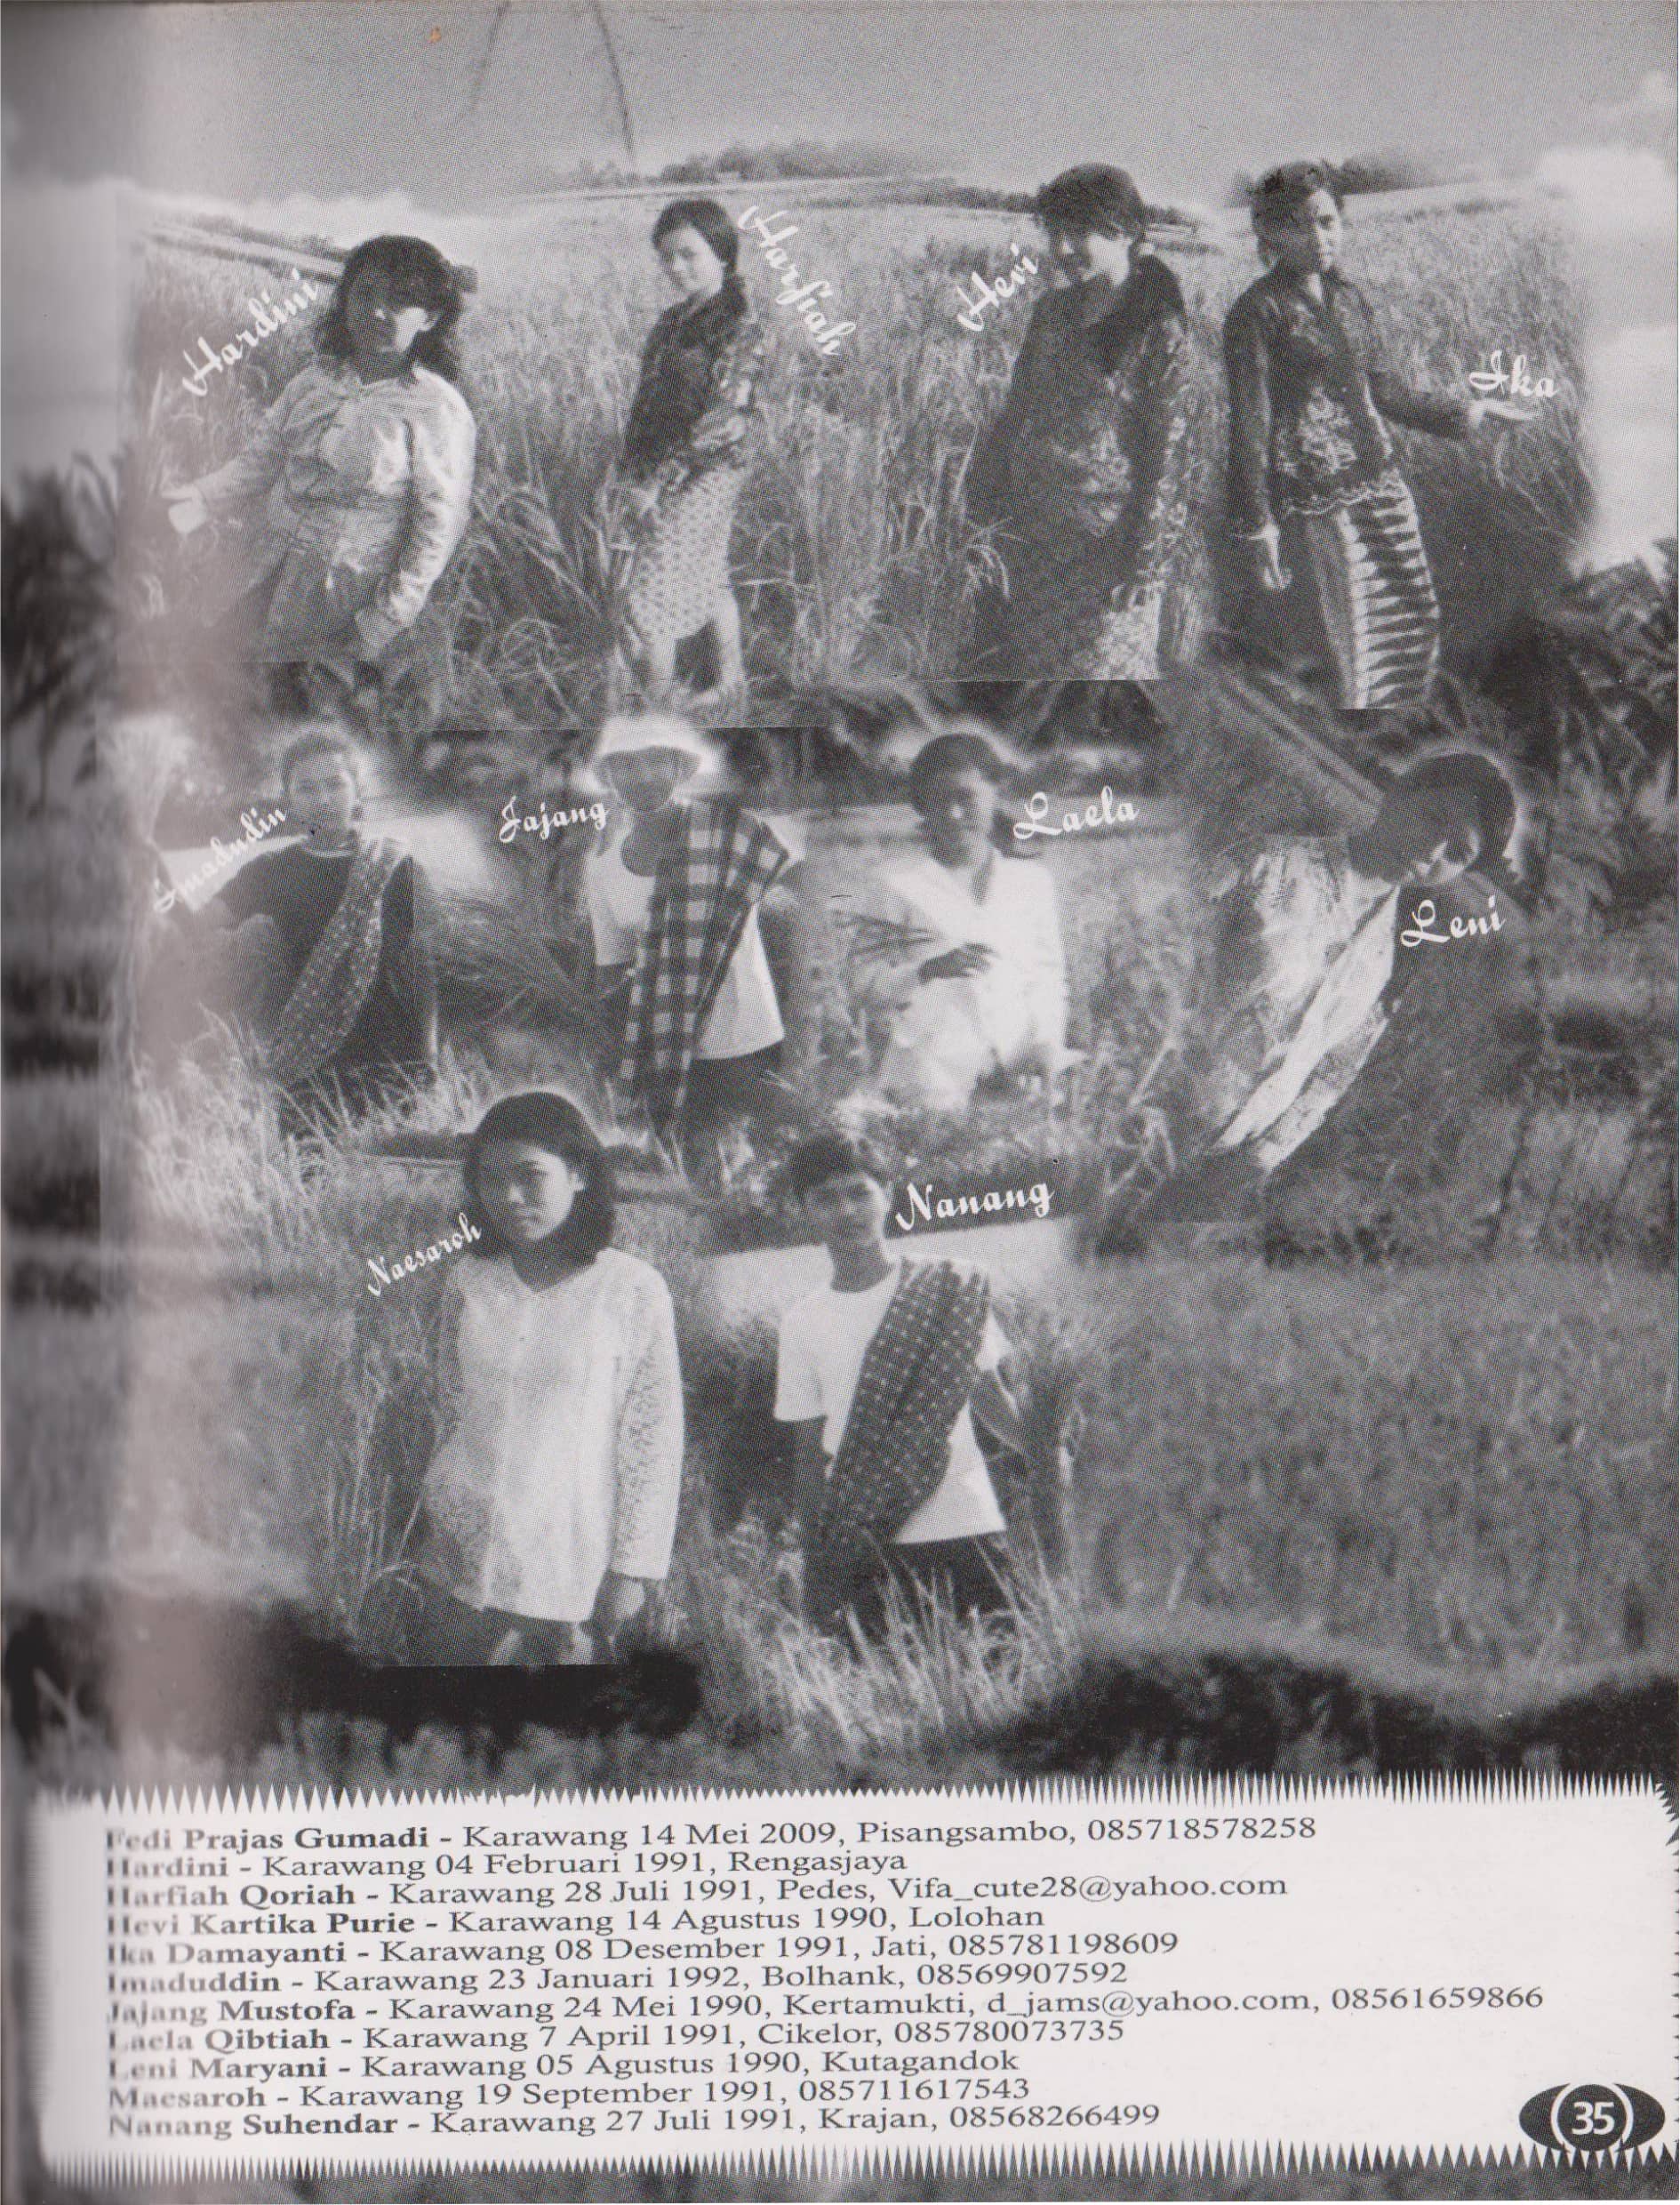 Hardini
Harfiah
Hevi
Ika
Imadudin
Jajang
Laela
Leni
Naesaroh
Nanang
Fedi Prajas Gumadi - Karawang 14 Mei 2009, Pisangsambo, 085718578258
Hardini - Karawang 04 Februari 1991, Rengasjaya
Harfiah Qoriah - Karawang 28 Juli 1991, Pedes, Vifa_cute28@yahoo.com
Hevi Kartika Purie - Karawang 14 Agustus 1990, Lolohan
Ika Damayanti - Karawang 08 Desember 1991, Jati, 085781198609
Imaduddin - Karawang 23 Januari 1992, Bolhank, 08569907592
Jajang Mustofa - Karawang 24 Mei 1990, Kertamukti, d_jams@yahoo.com, 08561659866
Laela Qibtiah - Karawang 7 April 1991, Cikelor, 085780073735
Leni Maryani - Karawang 05 Agustus 1990, Kutagandok
Maesaroh - Karawang 19 September 1991, 085711617543
Nanang Suhendar - Karawang 27 Juli 1991, Krajan, 08568266499
(35)